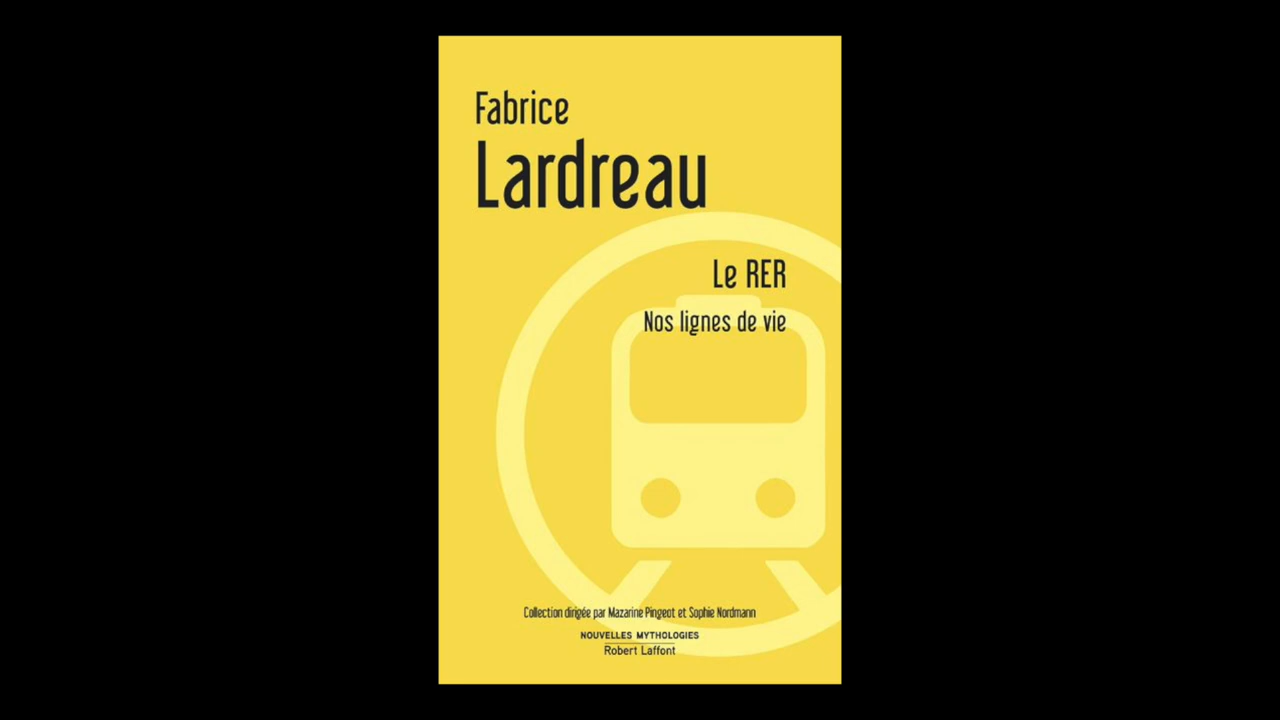 Fabrice
Lardreau
Le RER
Nos lignes de vie
Collection dirigée par Mazarine Pingeot et Sophie Nordmann
NOUVELLES MYTHOLOGIES
Robert Laffont